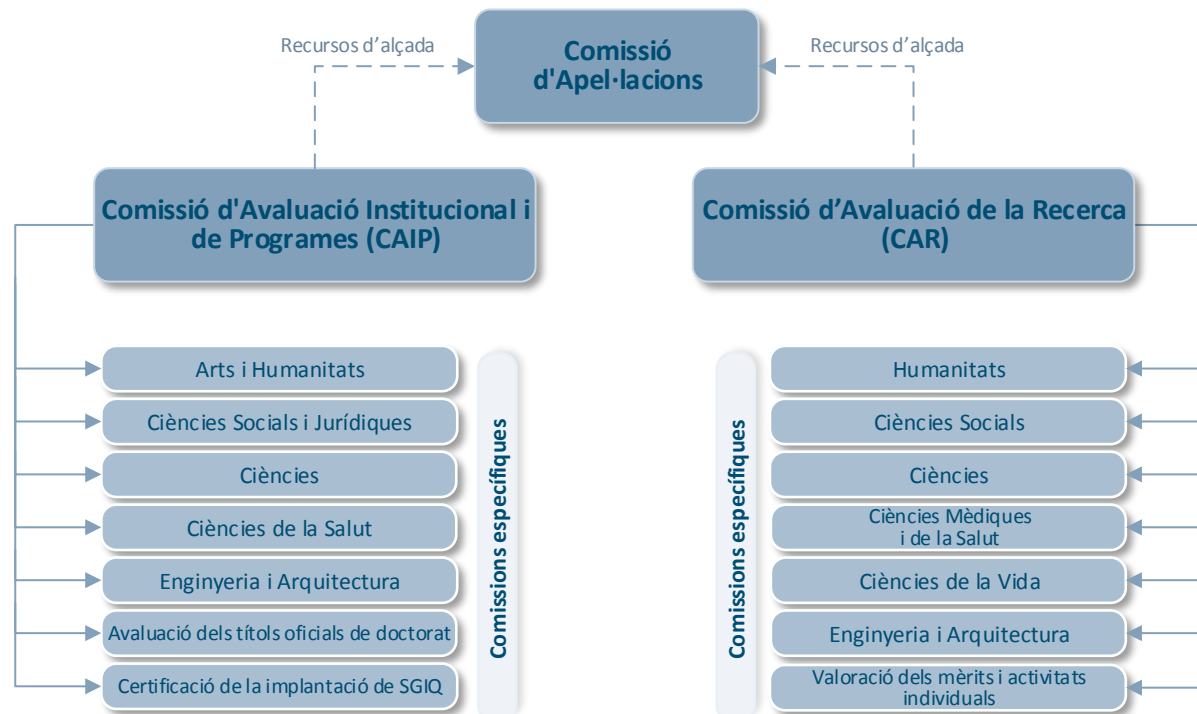 Recursos d'alçada
Comissió
d'Apel·lacions
Recursos d'alçada
Comissió d'Avaluació Institucional i
de Programes (CAIP)
Comissió d’Avaluació de la Recerca
(CAR)
Arts i Humanitats
Ciències Socials i Jurídiques
Ciències
Ciències de la Salut
Enginyeria i Arquitectura
Avaluació dels títols oficials de doctorat
Certificació de la implantació de SGIQ
Comissions específiques
Comissions específiques
Humanitats
Ciències Socials
Ciències
Ciències Mèdiques
i de la Salut
Ciències de la Vida
Enginyeria i Arquitectura
Valoració dels mèrits i activitats
individuals